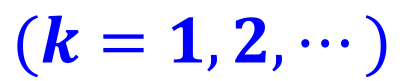 (k = 1, 2, ⋯ )